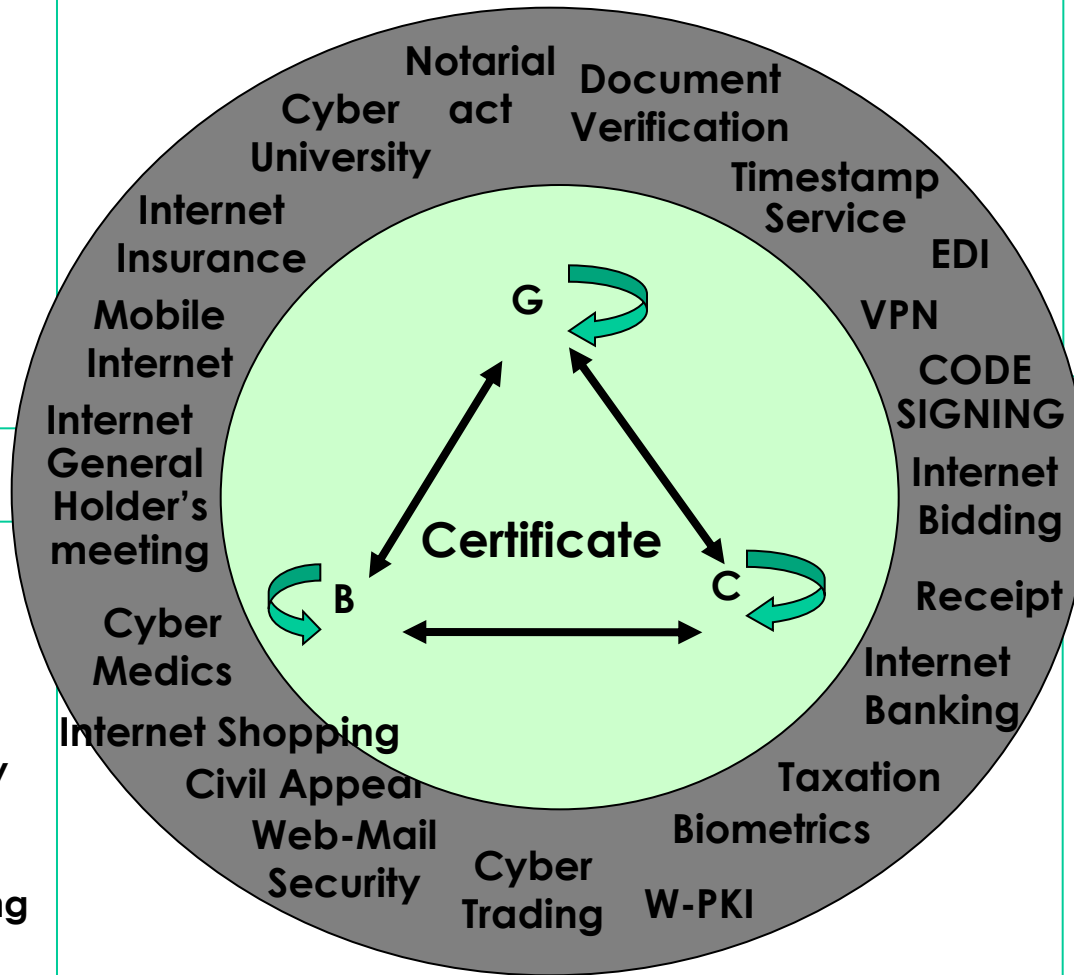 Notarial
act
Document
Verification
Cyber
University
Timestamp
Service
Internet
Insurance
EDI
Mobile
Internet
G
VPN
CODE
SIGNING
Internet
General
Holder’s
meeting
Internet
Bidding
Certificate
B
C
Receipt
Cyber
Medics
Internet
Banking
Internet Shopping
Civil Appeal
Taxation
Web-Mail
Security
Biometrics
Cyber
Trading
W-PKI